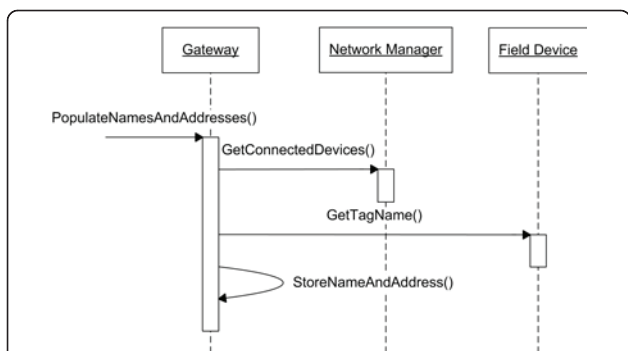 Gateway
Network Manager
Field Device
PopulateNamesAndAddresses()
GetConnectedDevices()
GetTagName()
StoreNameAndAddress()